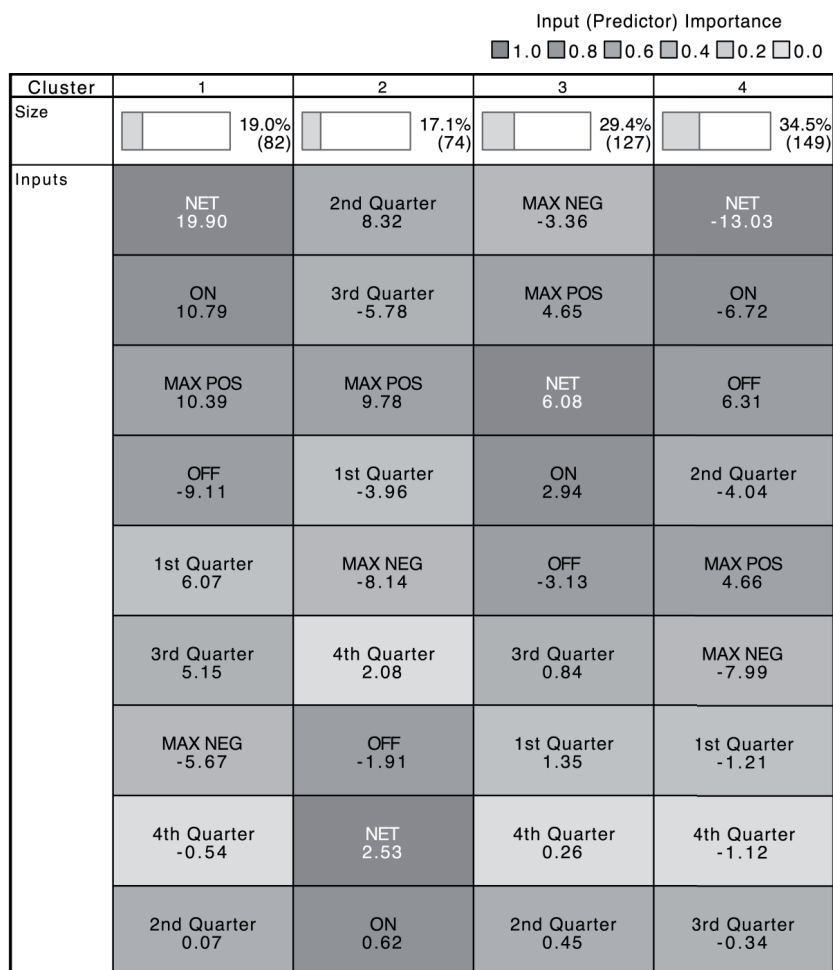 Input (Predictor) Importance
1.0 0.8 0.6 0.4 0.2 0.0
Cluster 1 2 3 4
Size 19.0% 17.1% 29.4% 34.5%
(82) (74) (127) (149)
Inputs
NET 2nd Quarter MAX NEG NET
19.90 8.32 -3.36 -13.03
ON 3rd Quarter MAX POS ON
10.79 -5.78 4.65 -6.72
MAX POS MAX POS NET OFF
10.39 9.78 6.08 6.31
OFF 1st Quarter ON 2nd Quarter
-9.11 -3.96 2.94 -4.04
1st Quarter MAX NEG OFF MAX POS
6.07 -8.14 -3.13 4.66
3rd Quarter 4th Quarter 3rd Quarter MAX NEG
5.15 2.08 0.84 -7.99
MAX NEG OFF 1st Quarter 1st Quarter
-5.67 -1.91 1.35 -1.21
4th Quarter NET 4th Quarter 4th Quarter
-0.54 2.53 0.26 -1.12
2nd Quarter ON 2nd Quarter 3rd Quarter
0.07 0.62 0.45 -0.34